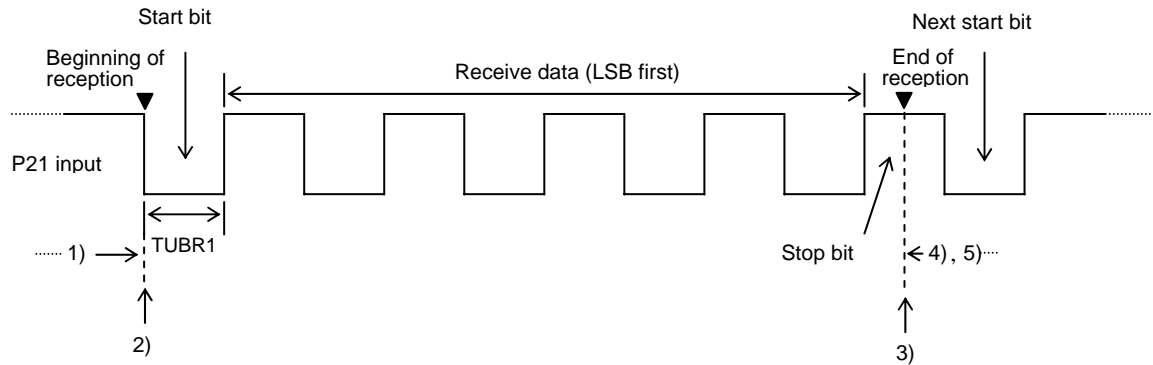 Start bit
Next start bit
Beginning of
reception
End of
reception
Receive data (LSB first)
P21 input
TUBR1
1)
Stop bit
4), 5)
2)
3)